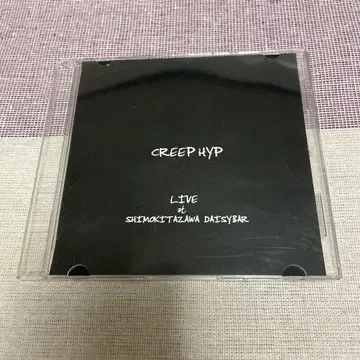 CREEP HYP
LIVE
at
SHIMOKITAZAWA DAISYBAR